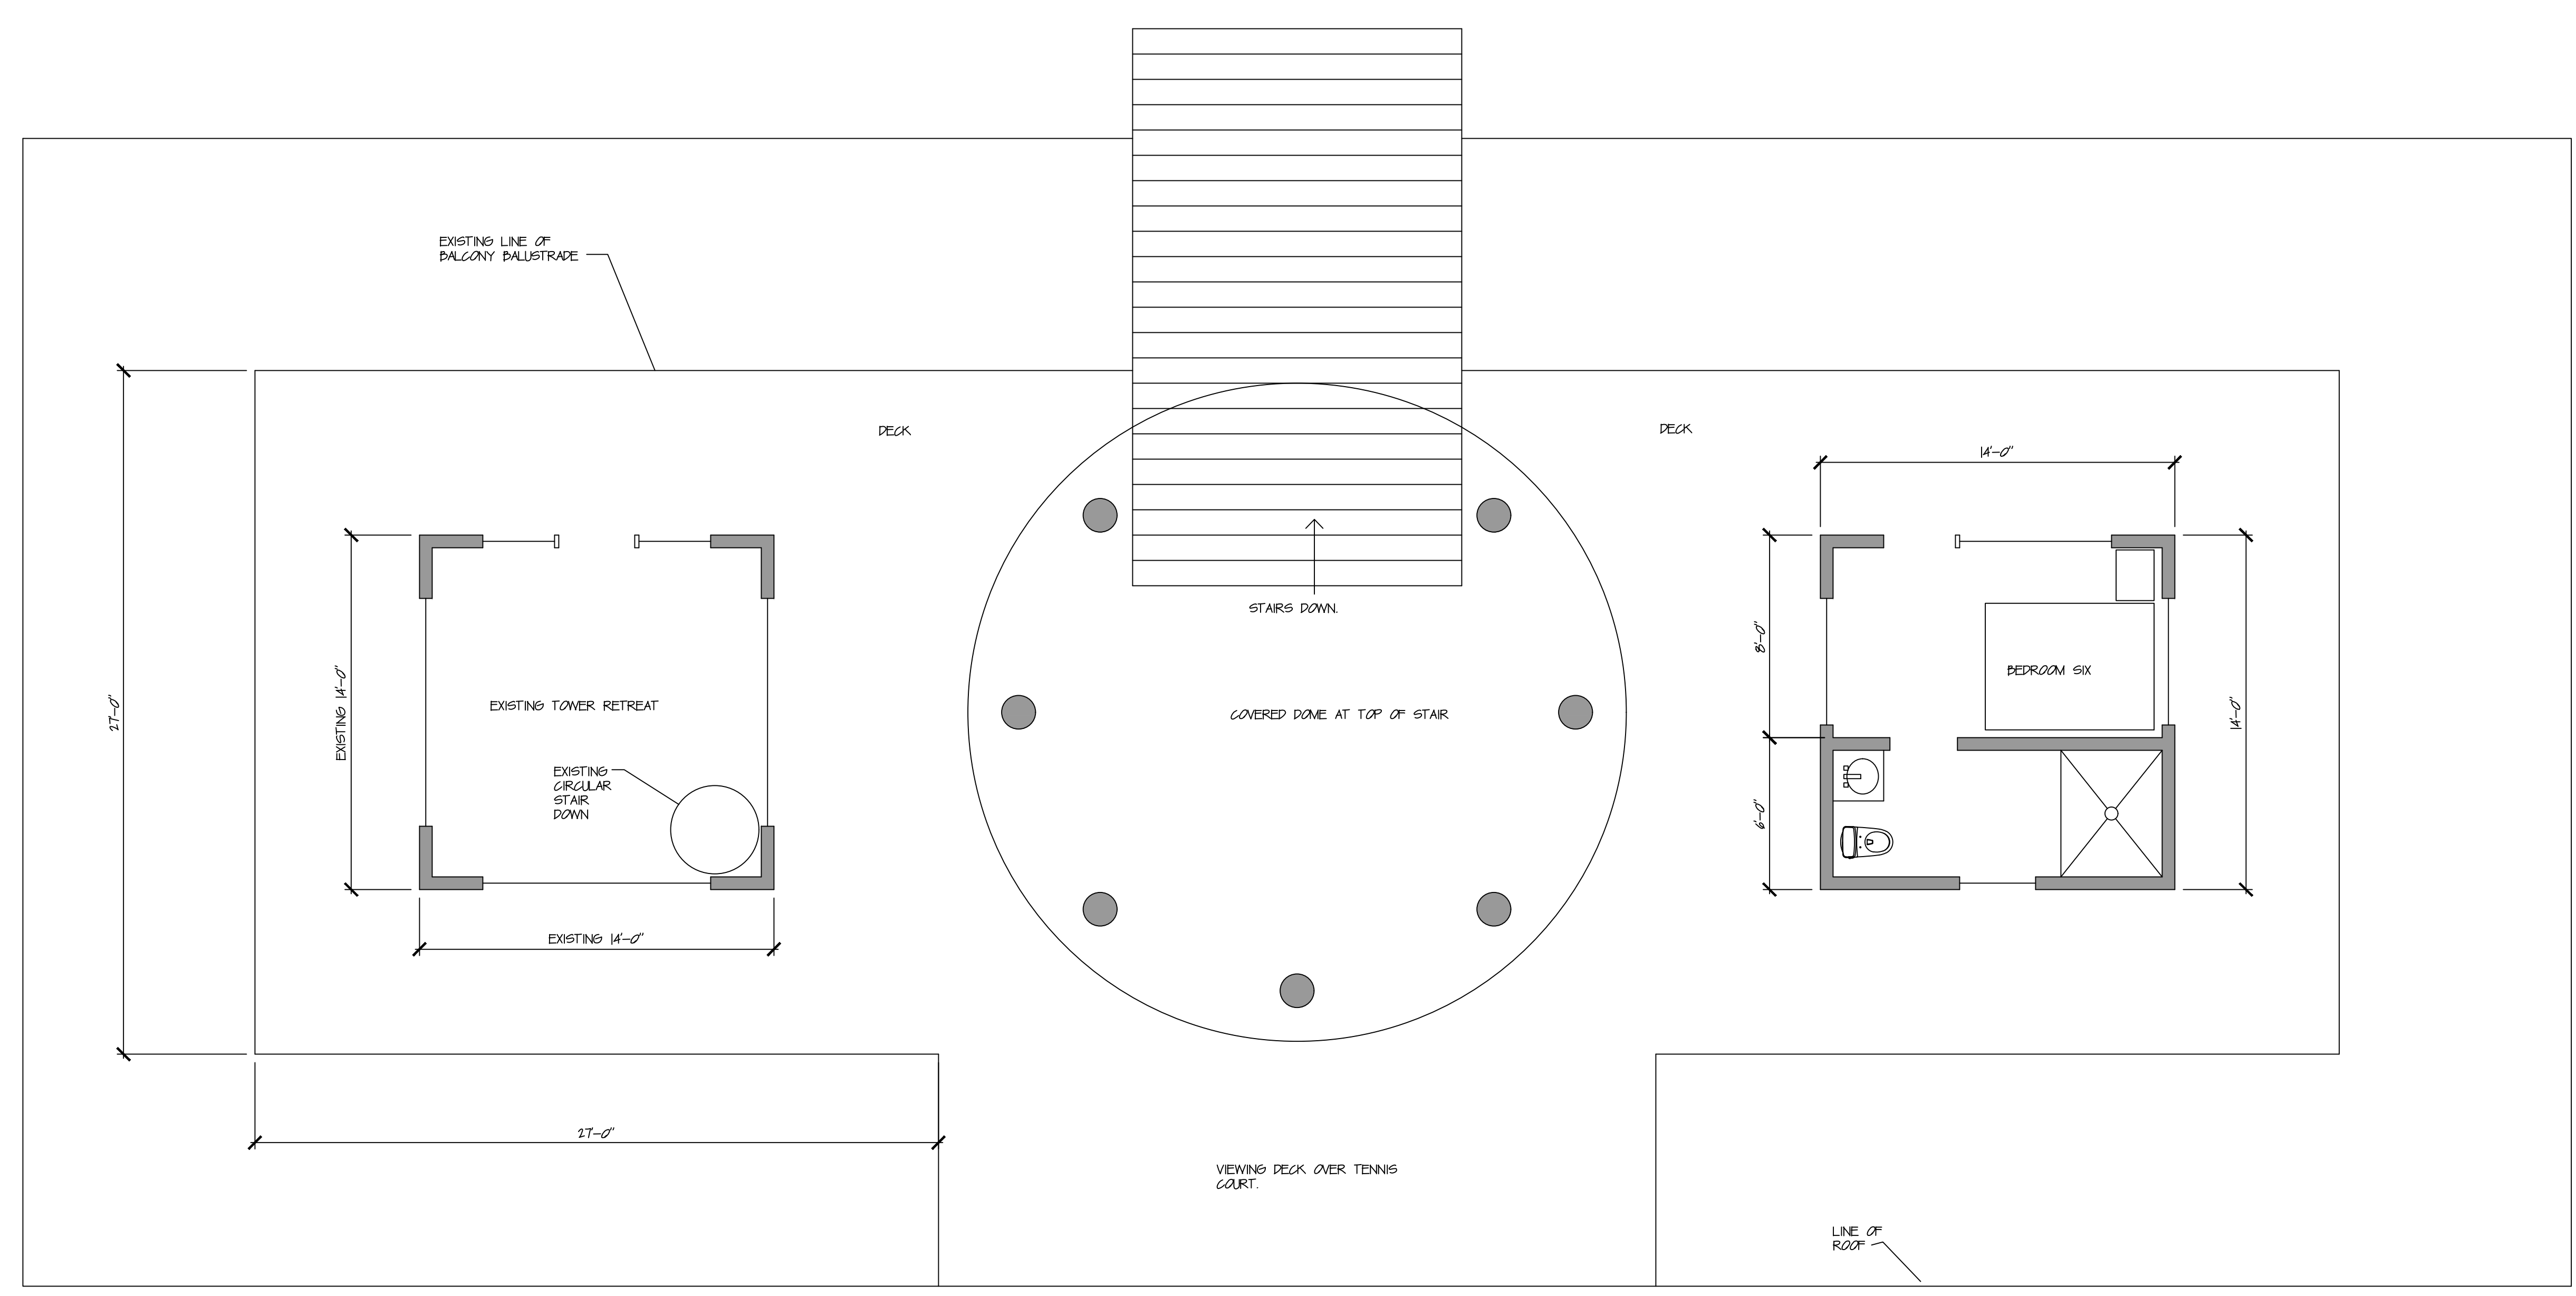 EXISTING LINE OF
BALCONY BALUSTRADE
DECK
DECK
14'-0"
27'-0"
EXISTING 14'-0"
EXISTING TOWER RETREAT
EXISTING
CIRCULAR
STAIR
DOWN
EXISTING 14'-0"
STAIRS DOWN.
COVERED DOME AT TOP OF STAIR
8'-0"
BEDROOM SIX
14'-0"
6'-0"
27'-0"
VIEWING DECK OVER TENNIS
COURT.
LINE OF
ROOF